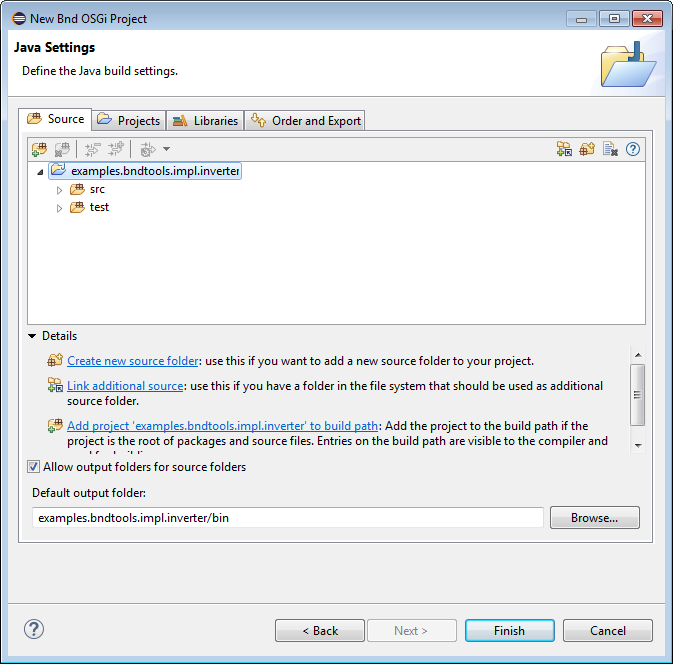 New Bnd OSGi Project
Java Settings
Define the Java build settings.
Source
Projects
Libraries
Order and Export
examples.bndtools.impl.inverter
src
test
Details
Create new source folder: use this if you want to add a new source folder to your project.
Link additional source: use this if you have a folder in the file system that should be used as additional
source folder.
Add project 'examples.bndtools.impl.inverter' to build path: Add the project to the build path if the
project is the root of packages and source files. Entries on the build path are visible to the compiler and
Allow output folders for source folders
Default output folder:
examples.bndtools.impl.inverter/bin
Browse...
< Back
Next >
Finish
Cancel